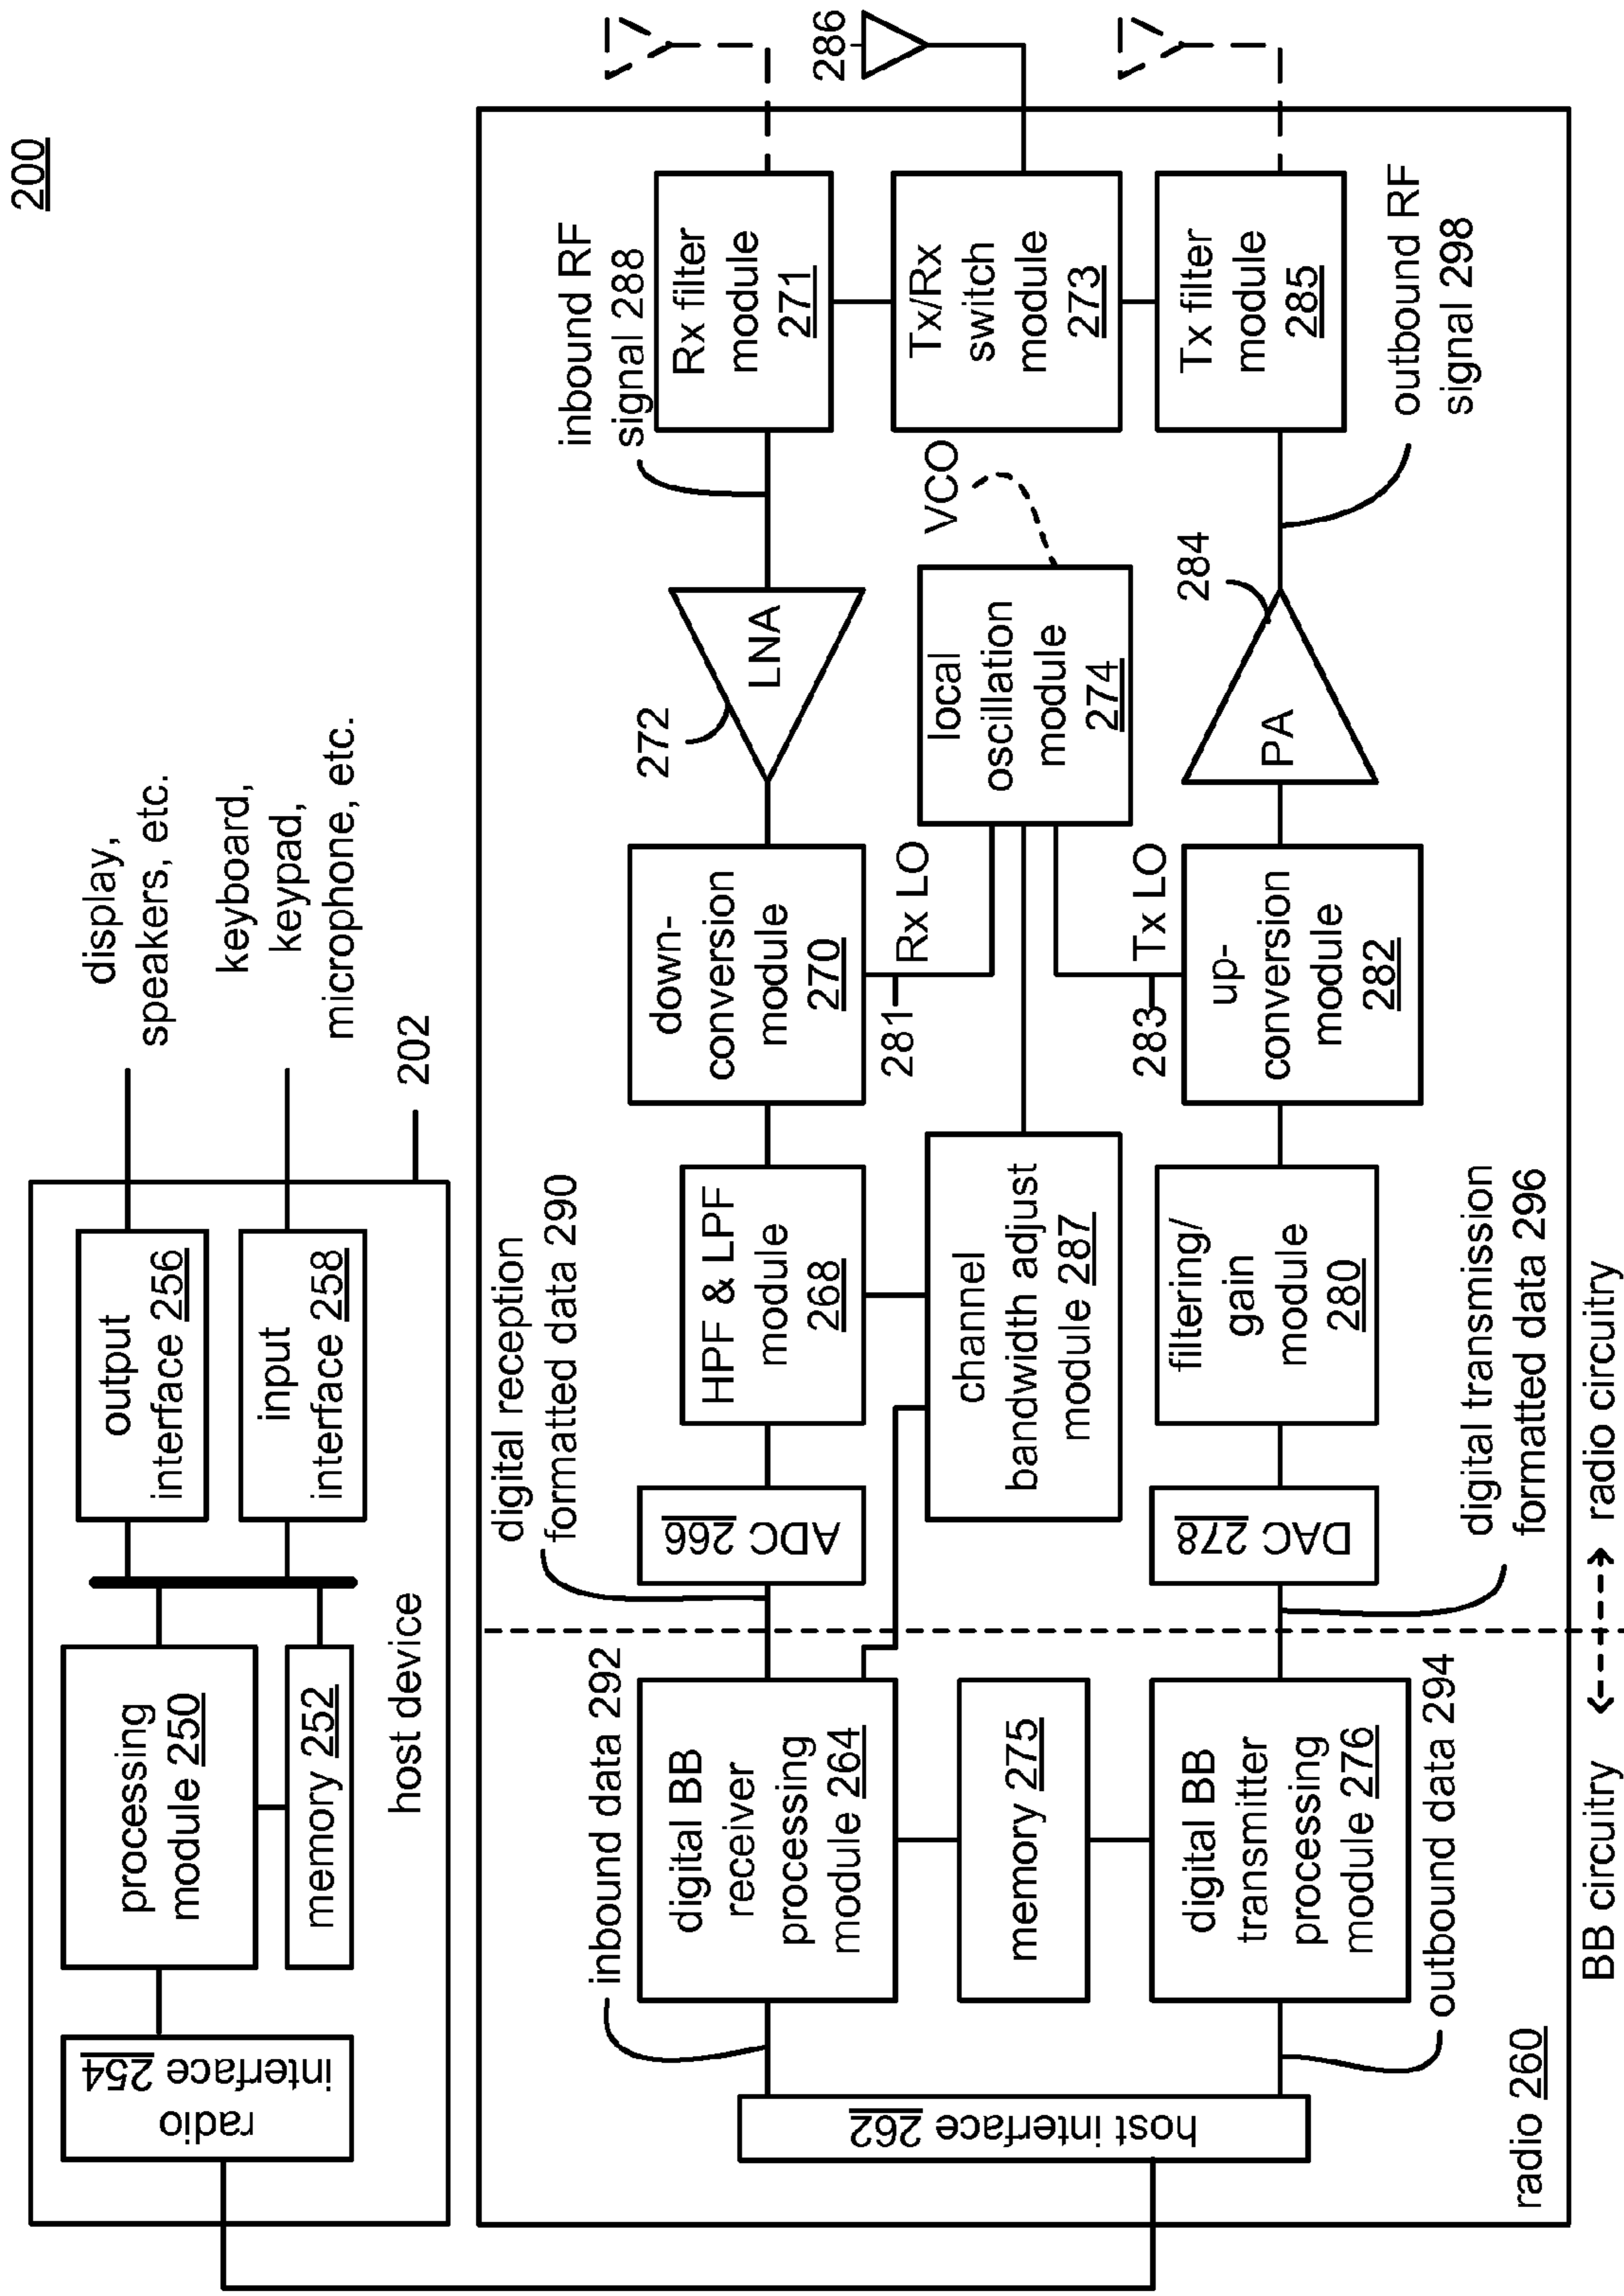 200
display,
speakers, etc.
keyboard,
keypad,
microphone, etc.
202
radio
interface 254
processing
module 250
memory 252
output
interface 256
input
interface 258
host device
host interface 262
radio 260
inbound data 292
digital BB
receiver
processing
module 264
memory 275
digital BB
transmitter
processing
module 276
outbound data 294
digital reception
formatted data 290
ADC 266
HPF & LPF
module
268
channel
bandwidth adjust
module 287
DAC 278
filtering/
gain
module
280
digital transmission
formatted data 296
down-
conversion
module
270
281
Rx LO
Tx LO
283
up-
conversion
module
282
272
LNA
local
oscillation
module
274
VCO
PA
284
inbound RF
signal 288
Rx filter
module
271
Tx/Rx
switch
module
273
Tx filter
module
285
outbound RF
signal 298
286
BB circuitry
radio circuitry